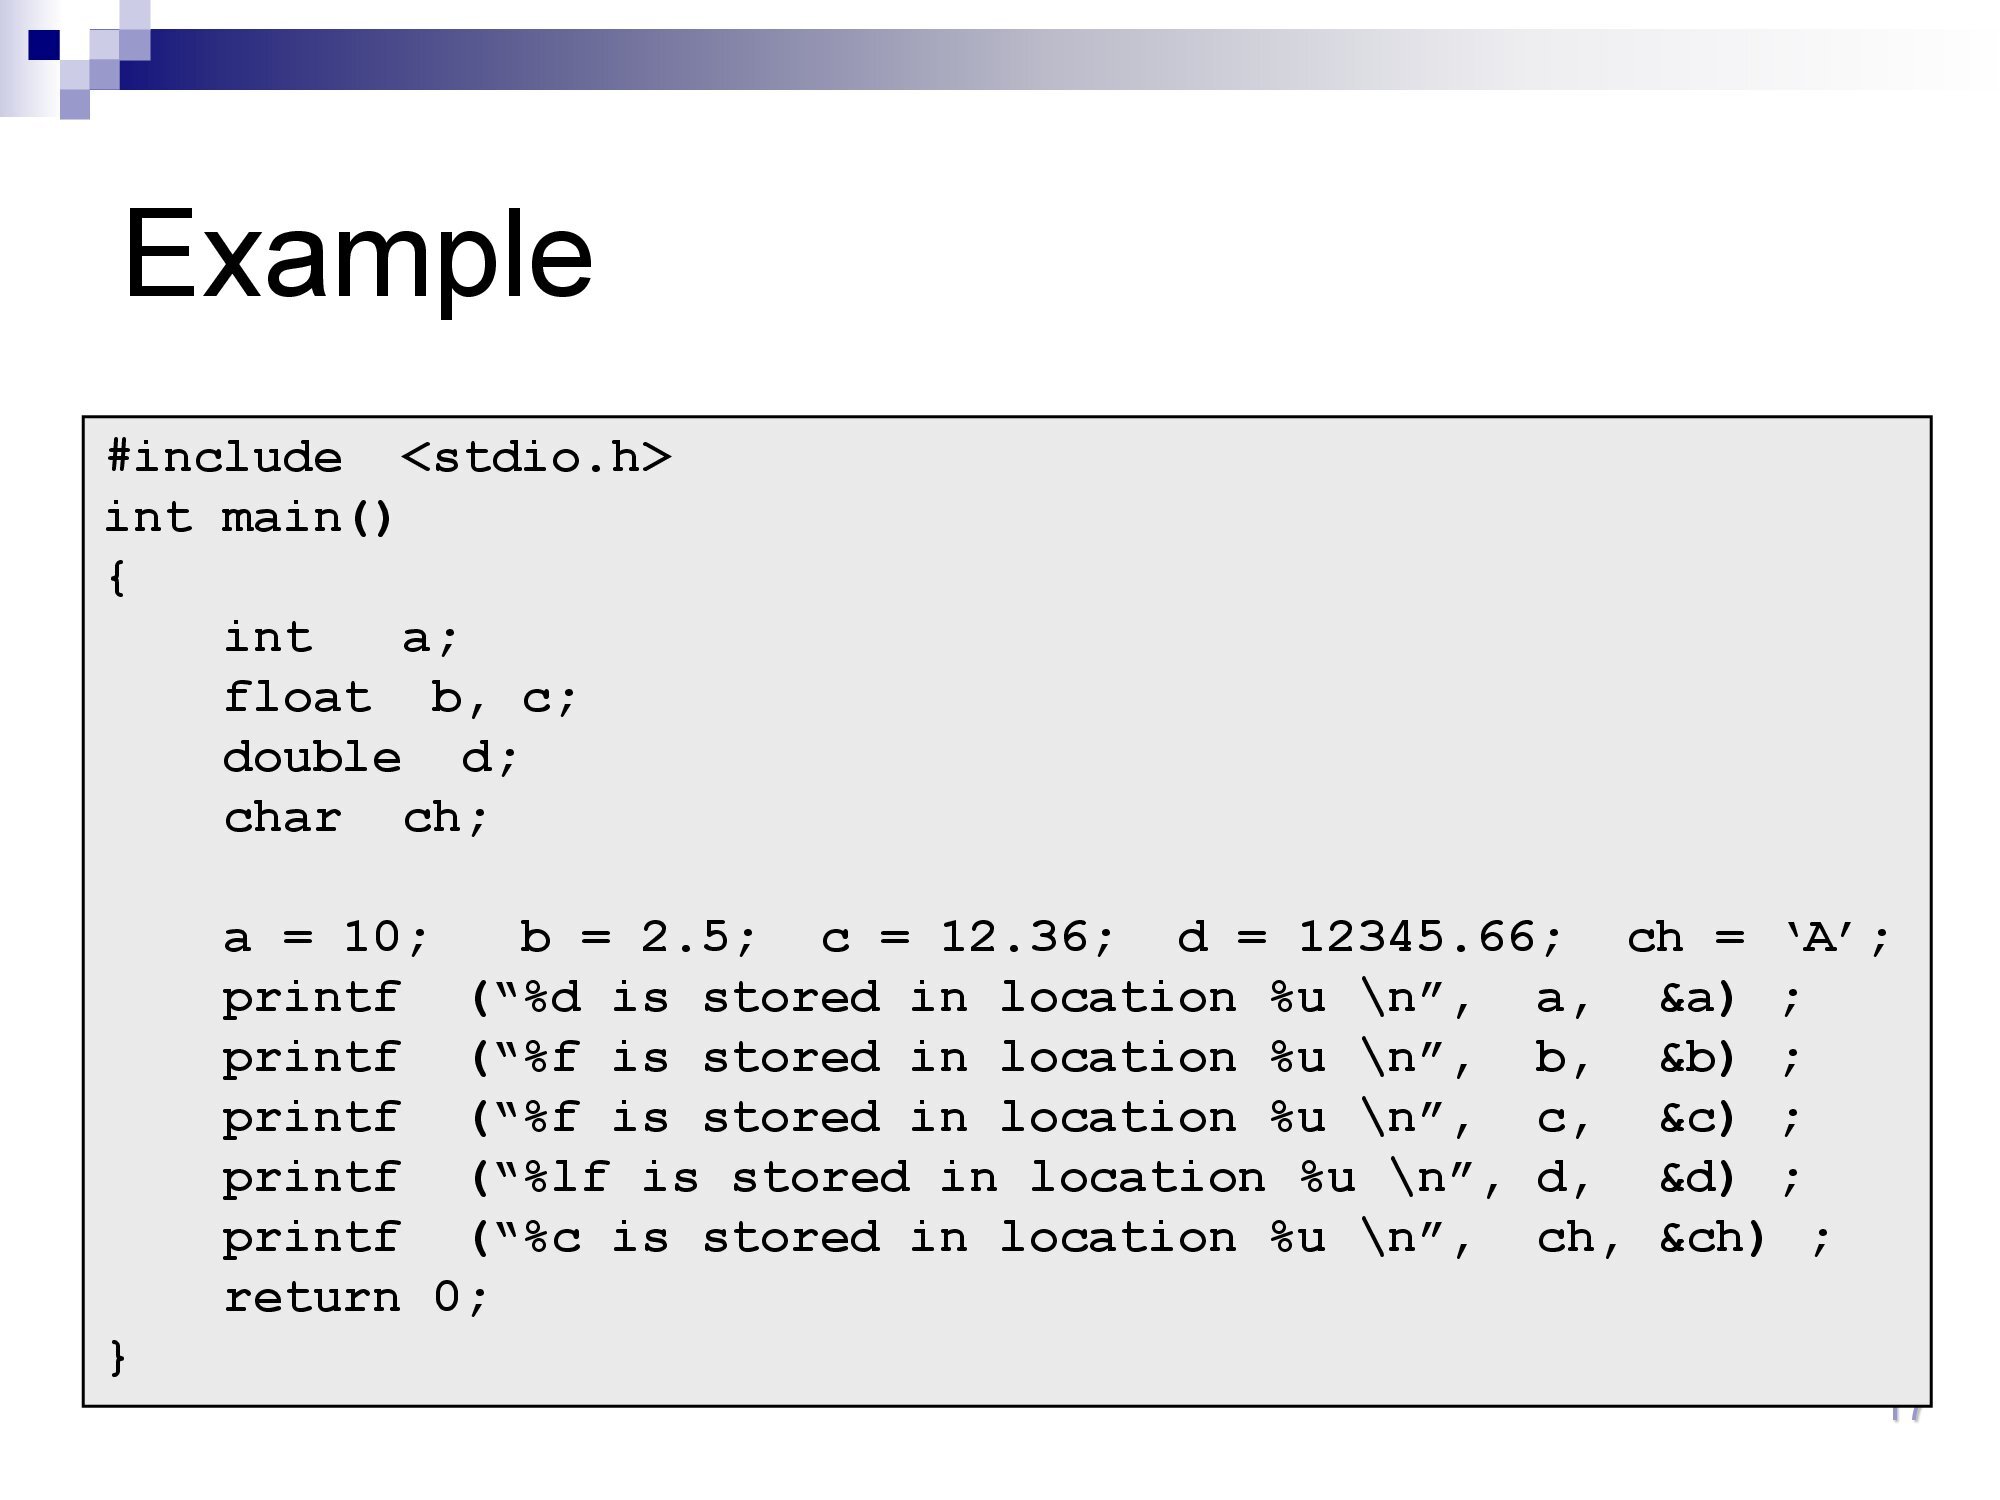 Example
#include  <stdio.h>
int main()
{
    int   a;
    float  b, c;
    double  d;
    char  ch;
    a = 10;   b = 2.5;  c = 12.36;  d = 12345.66;  ch = ‘A’;
    printf  (“%d is stored in location %u \n”,  a,  &a) ;
    printf  (“%f is stored in location %u \n”,  b,  &b) ;
    printf  (“%f is stored in location %u \n”,  c,  &c) ;
    printf  (“%lf is stored in location %u \n”, d,  &d) ;
    printf  (“%c is stored in location %u \n”,  ch, &ch) ;
    return 0;
}